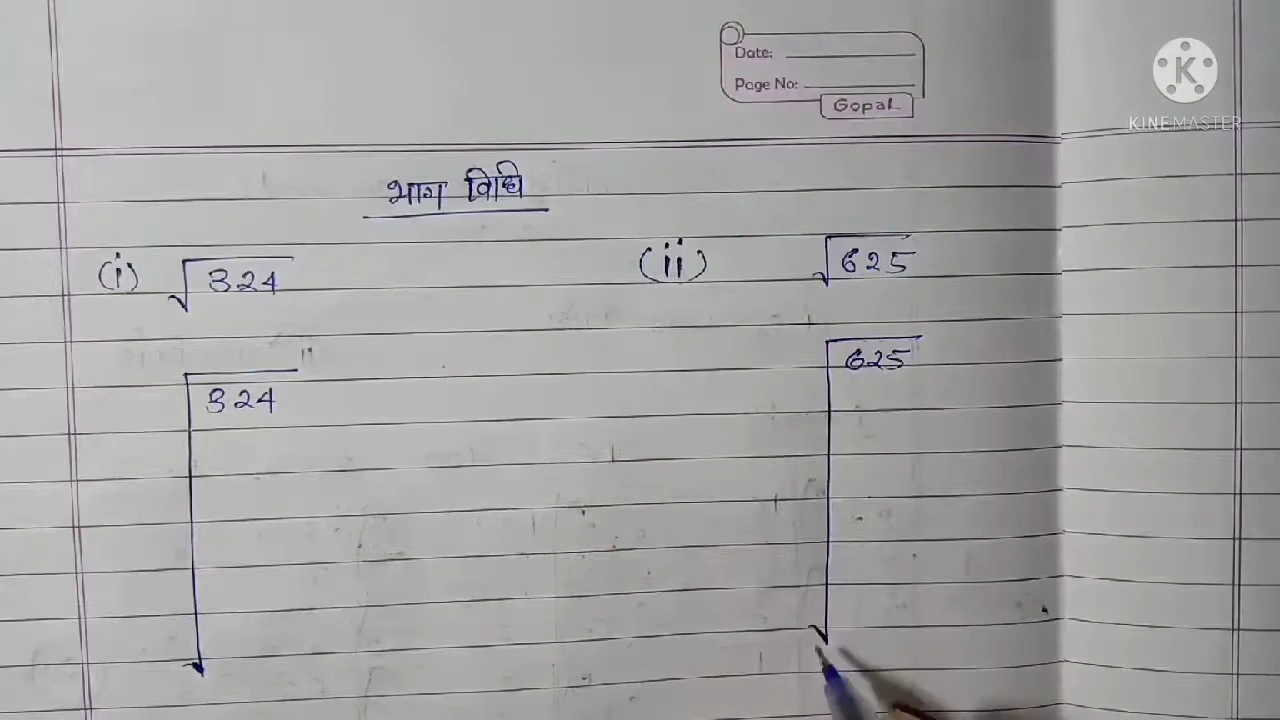 Date:
Page No:
Gopal
K
KINEMASTER
भाग विधि
(i) √324
(ii) √625
324
625